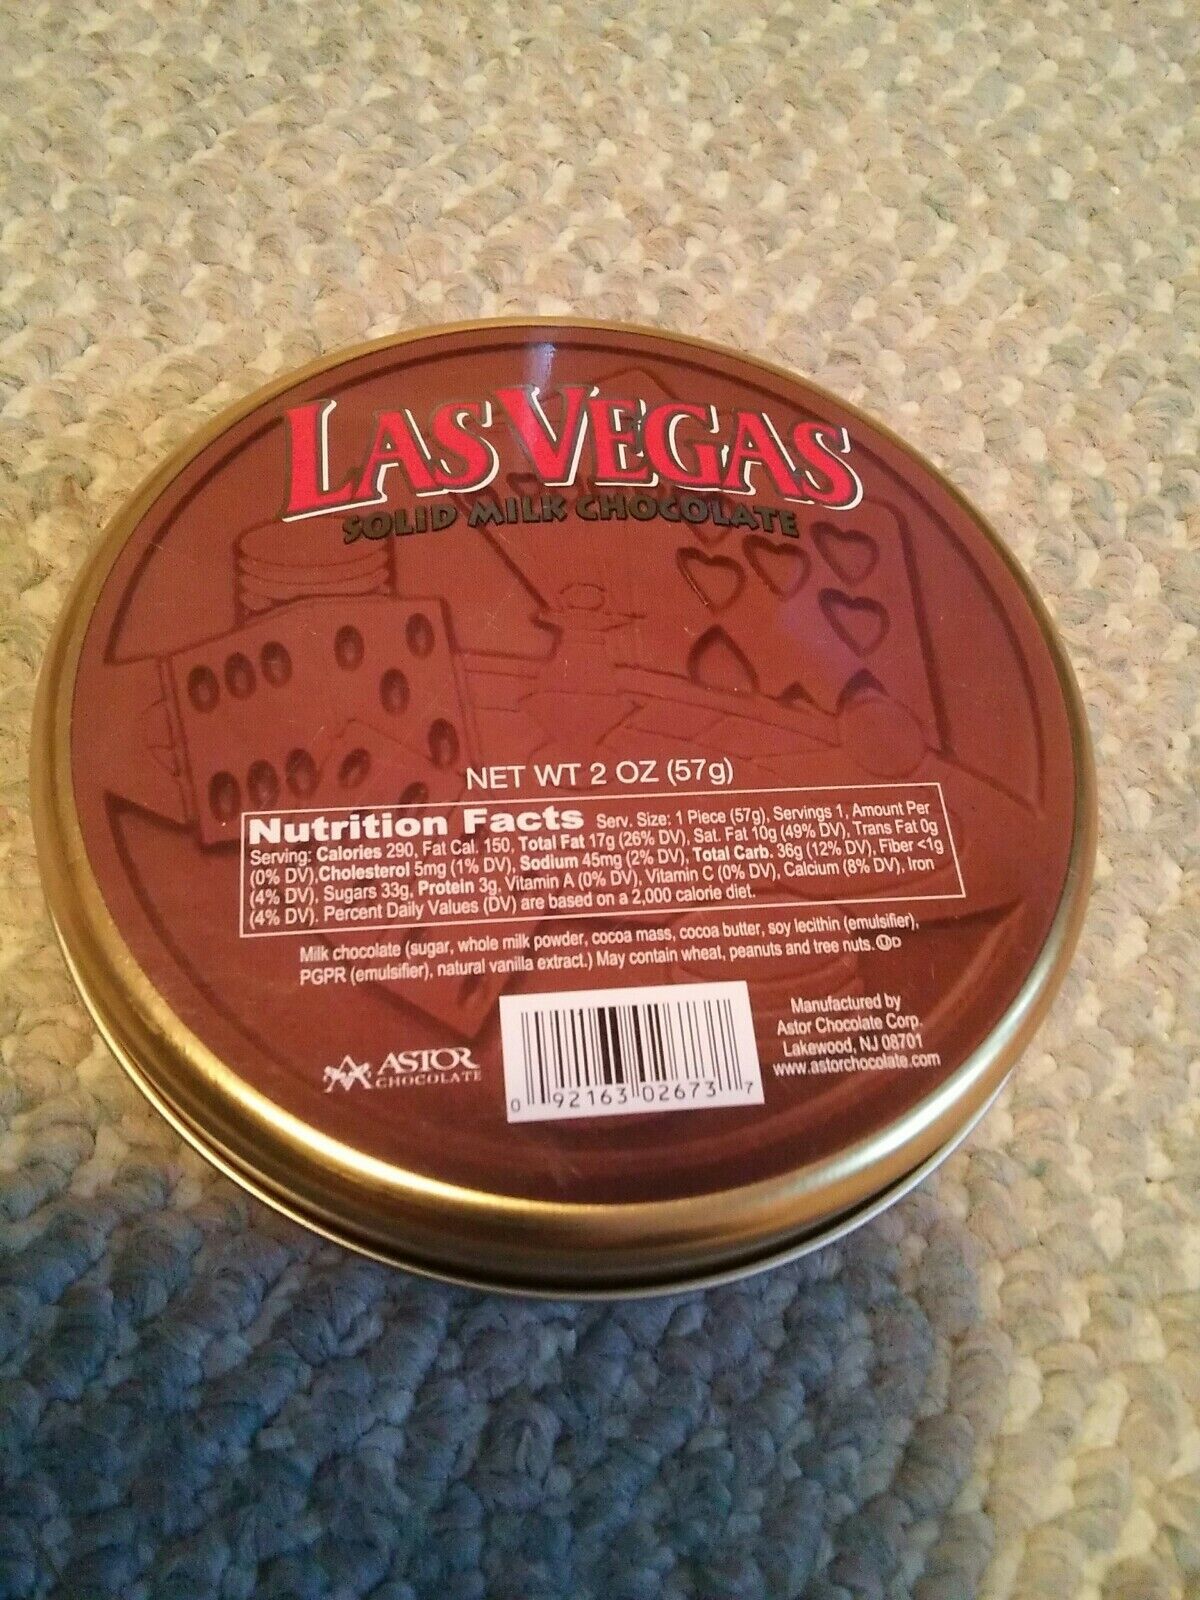 LAS VEGAS
SOLID MILK CHOCOLATE
NET WT 2 OZ (57g)
Nutrition Facts Serv. Size: 1 Piece (57g), Servings 1, Amount Per
Serving: Calories 290, Fat Cal. 150, Total Fat 17g (26% DV), Sat. Fat 10g (49% DV), Trans Fat 0g
(0% DV),Cholesterol 5mg (1% DV), Sodium 45mg (2% DV), Total Carb. 36g (12% DV), Fiber <1g
(4% DV), Sugars 33g, Protein 3g, Vitamin A (0% DV), Vitamin C (0% DV), Calcium (8% DV), Iron
(4% DV). Percent Daily Values (DV) are based on a 2,000 calorie diet.
Milk chocolate (sugar, whole milk powder, cocoa mass, cocoa butter, soy lecithin (emulsifier),
PGPR (emulsifier), natural vanilla extract.) May contain wheat, peanuts and tree nuts. ⓊD
ASTOR
CHOCOLATE
0 92163 02673 7
Manufactured by
Astor Chocolate Corp.
Lakewood, NJ 08701
www.astorchocolate.com